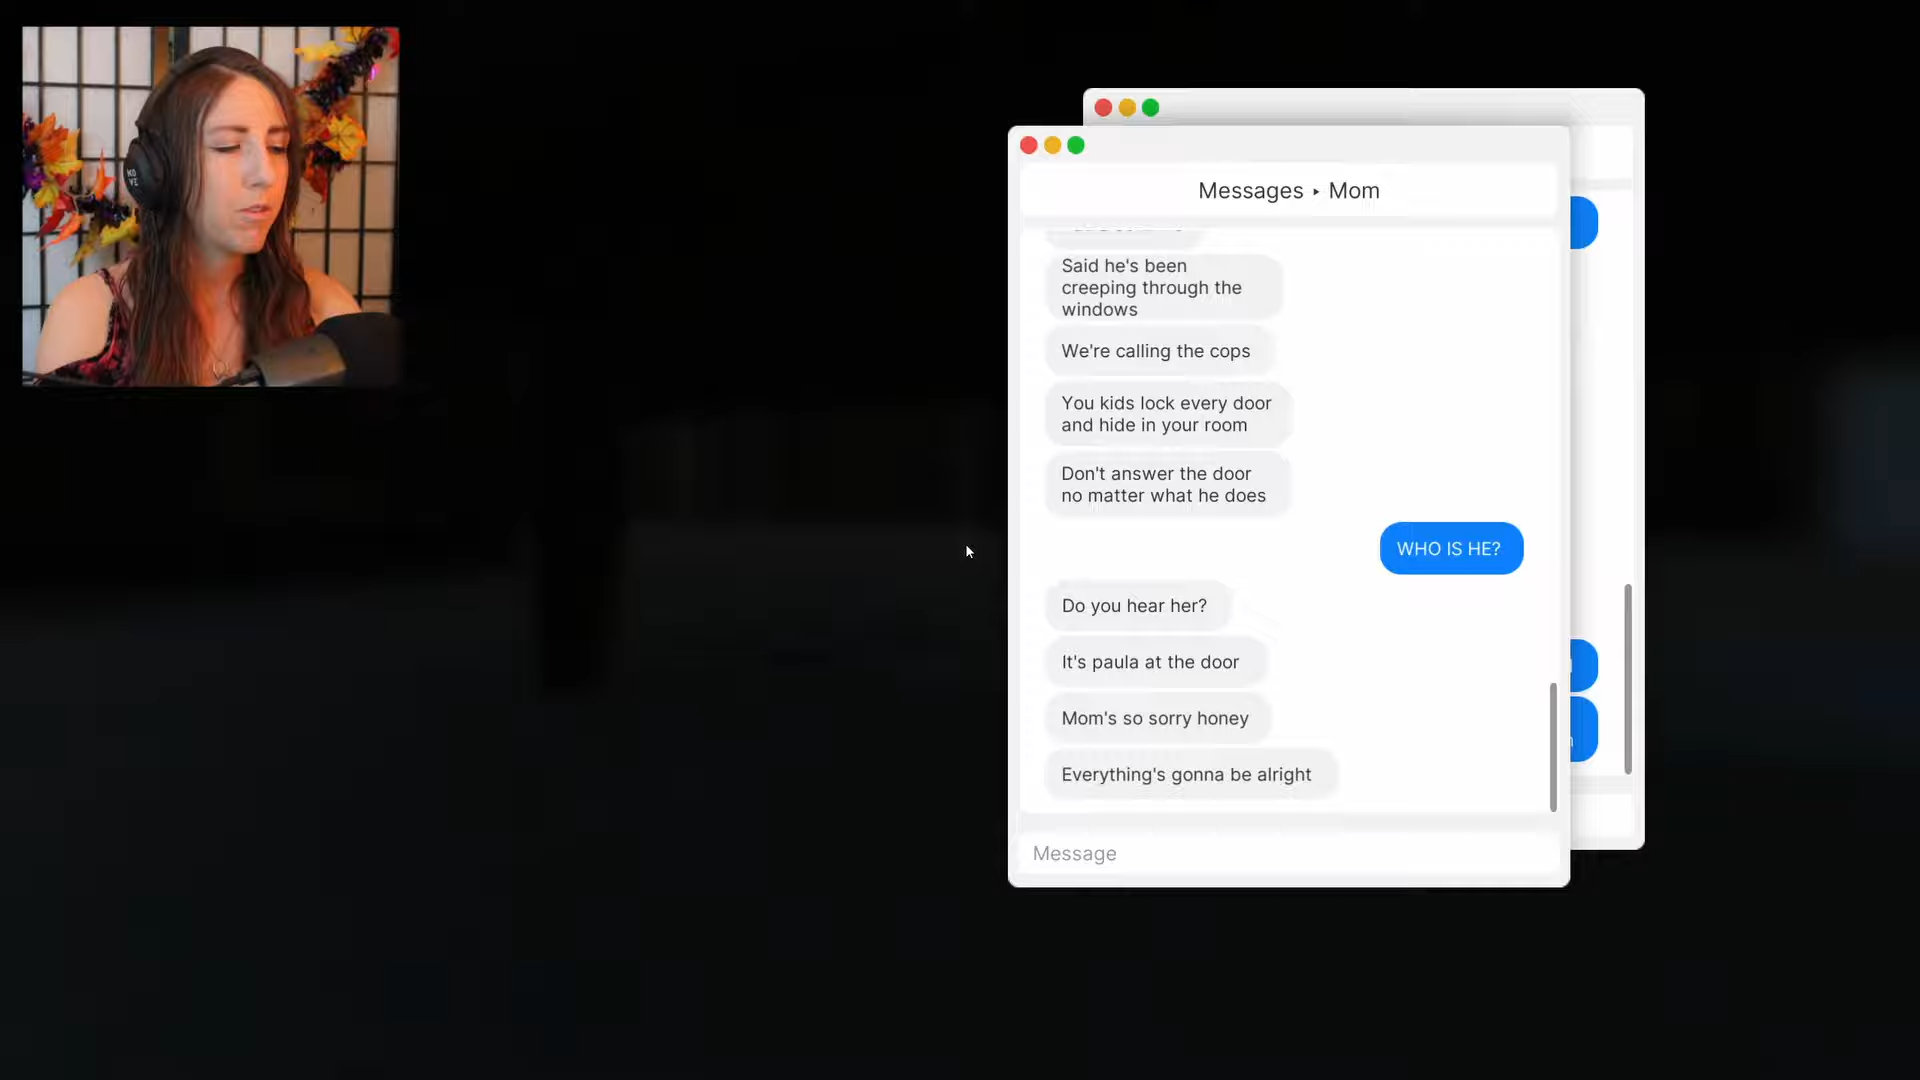 KO
VE
Messages ‣ Mom
Said he's been
creeping through the
windows
We're calling the cops
You kids lock every door
and hide in your room
Don't answer the door
no matter what he does
WHO IS HE?
Do you hear her?
It's paula at the door
Mom's so sorry honey
Everything's gonna be alright
Message